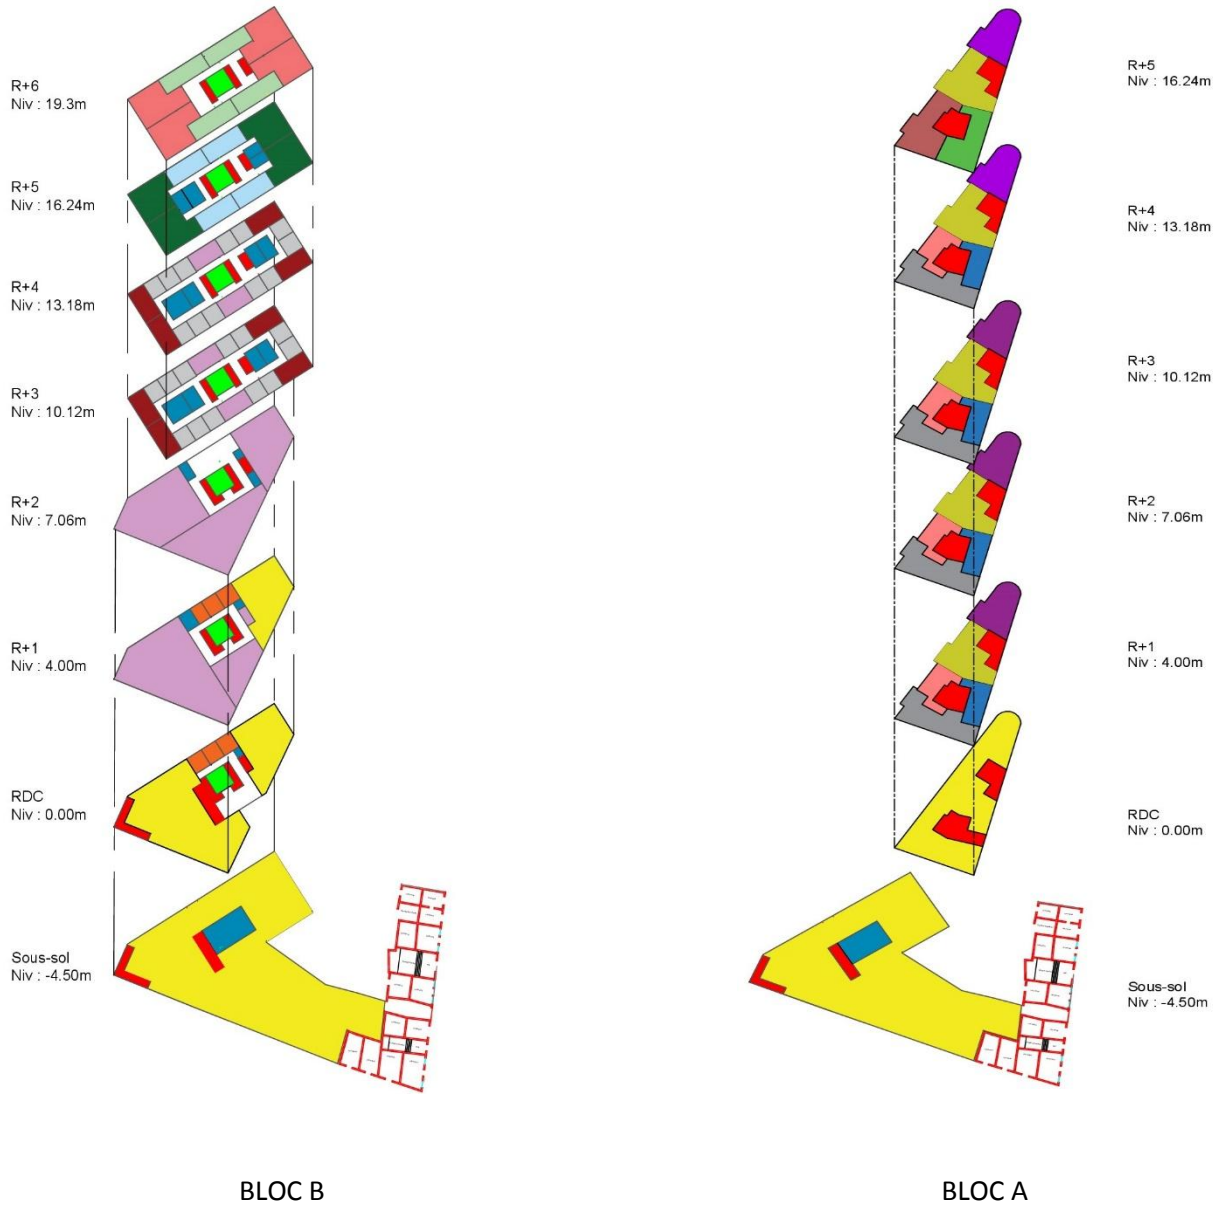 R+6
Niv : 19.3m
R+5
Niv : 16.24m
R+4
Niv : 13.18m
R+3
Niv : 10.12m
R+2
Niv : 7.06m
R+1
Niv : 4.00m
RDC
Niv : 0.00m
Sous-sol
Niv : -4.50m
BLOC B
R+5
Niv : 16.24m
R+4
Niv : 13.18m
R+3
Niv : 10.12m
R+2
Niv : 7.06m
R+1
Niv : 4.00m
RDC
Niv : 0.00m
Sous-sol
Niv : -4.50m
BLOC A